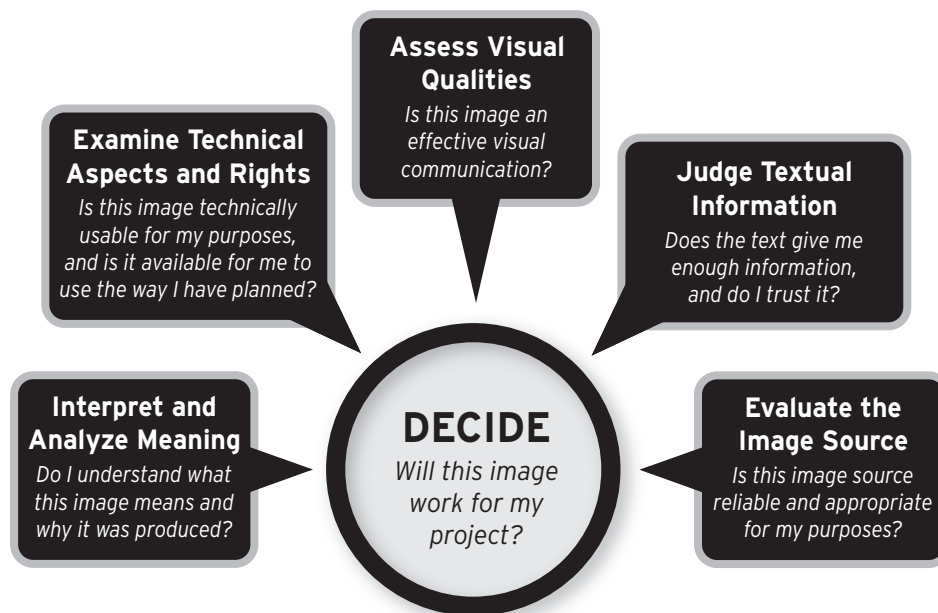 Assess Visual
Qualities
Is this image an
effective visual
communication?
Examine Technical
Aspects and Rights
Is this image technically
usable for my purposes,
and is it available for me to
use the way I have planned?
Judge Textual
Information
Does the text give me
enough information,
and do I trust it?
Interpret and
Analyze Meaning
Do I understand what
this image means and
why it was produced?
DECIDE
Will this image
work for my
project?
Evaluate the
Image Source
Is this image source
reliable and appropriate
for my purposes?